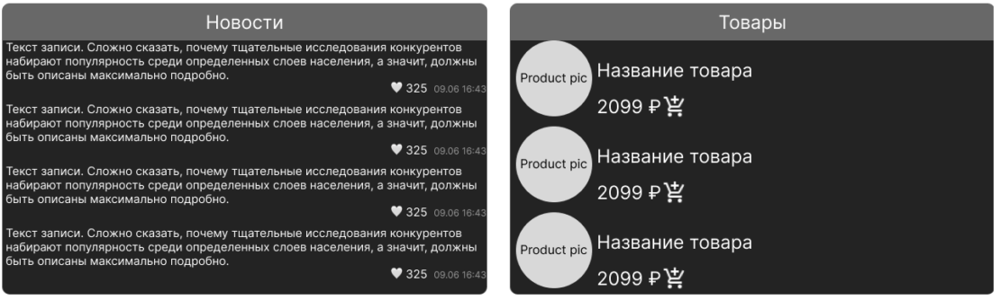 Новости
Текст записи. Сложно сказать, почему тщательные исследования конкурентов
набирают популярность среди определенных слоев населения, а значит, должны
быть описаны максимально подробно.
325 09.06 16:43
Текст записи. Сложно сказать, почему тщательные исследования конкурентов
набирают популярность среди определенных слоев населения, а значит, должны
быть описаны максимально подробно.
325 09.06 16:43
Текст записи. Сложно сказать, почему тщательные исследования конкурентов
набирают популярность среди определенных слоев населения, а значит, должны
быть описаны максимально подробно.
325 09.06 16:43
Текст записи. Сложно сказать, почему тщательные исследования конкурентов
набирают популярность среди определенных слоев населения, а значит, должны
быть описаны максимально подробно.
325 09.06 16:43
Товары
Product pic
Название товара
2099 ₽
Product pic
Название товара
2099 ₽
Product pic
Название товара
2099 ₽